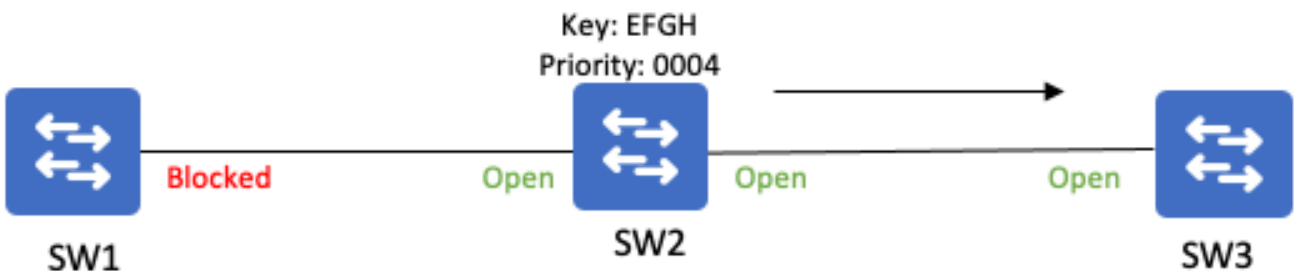 Key: EFGH
Priority: 0004
Blocked
Open
Open
Open
SW1
SW2
SW3